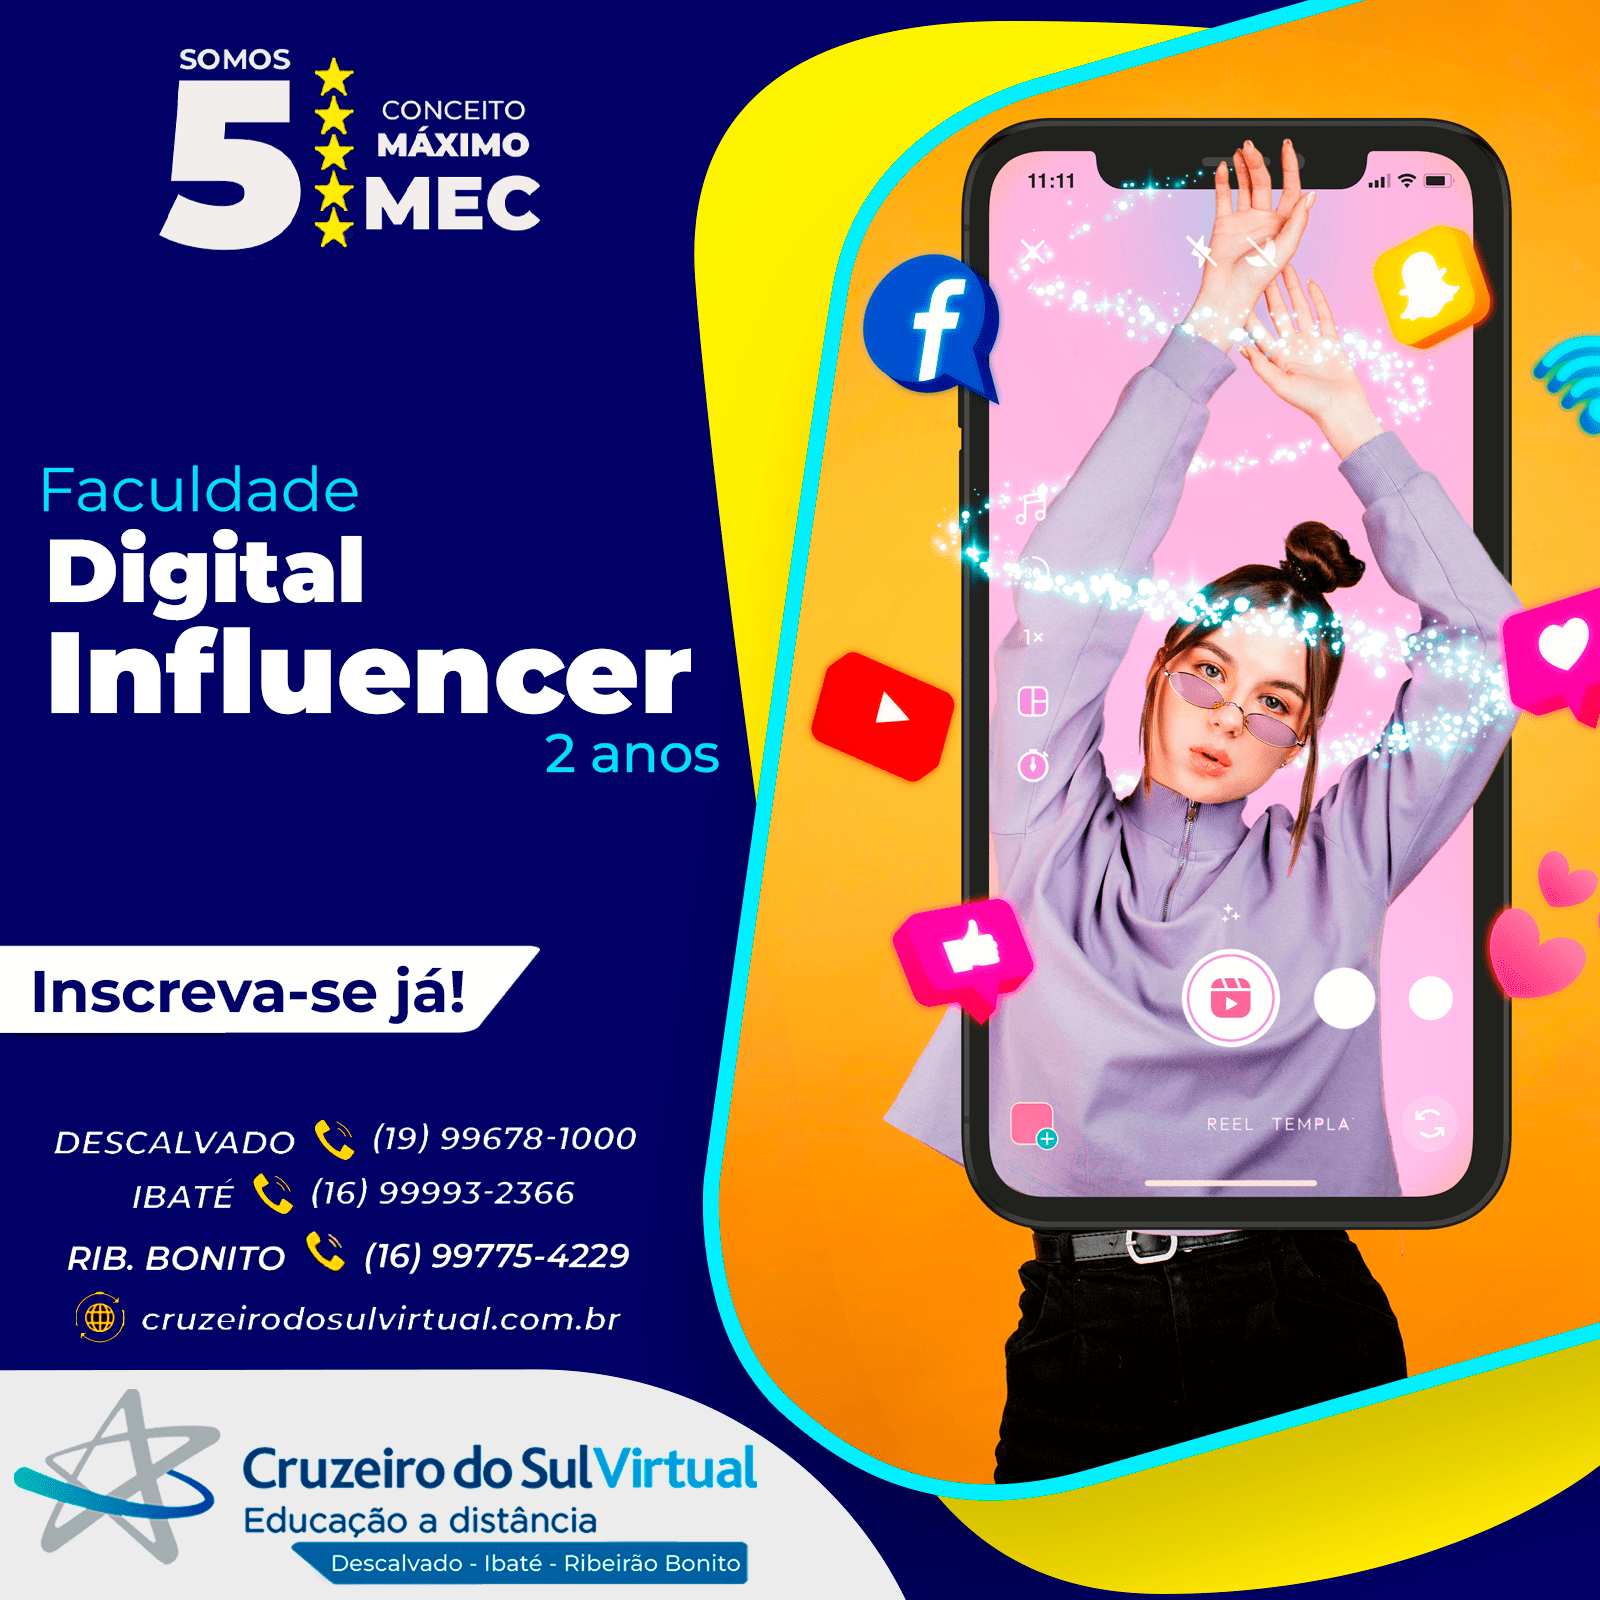 SOMOS
5
CONCEITO
MÁXIMO
MEC
Faculdade
Digital
Influencer
2 anos
Inscreva-se já!
DESCALVADO (19) 99678-1000
IBATÉ (16) 99993-2366
RIB. BONITO (16) 99775-4229
cruzeirodosulvirtual.com.br
Cruzeiro do Sul Virtual
Educação a distância
Descalvado - Ibaté - Ribeirão Bonito
11:11
f
1×
REEL TEMPLA